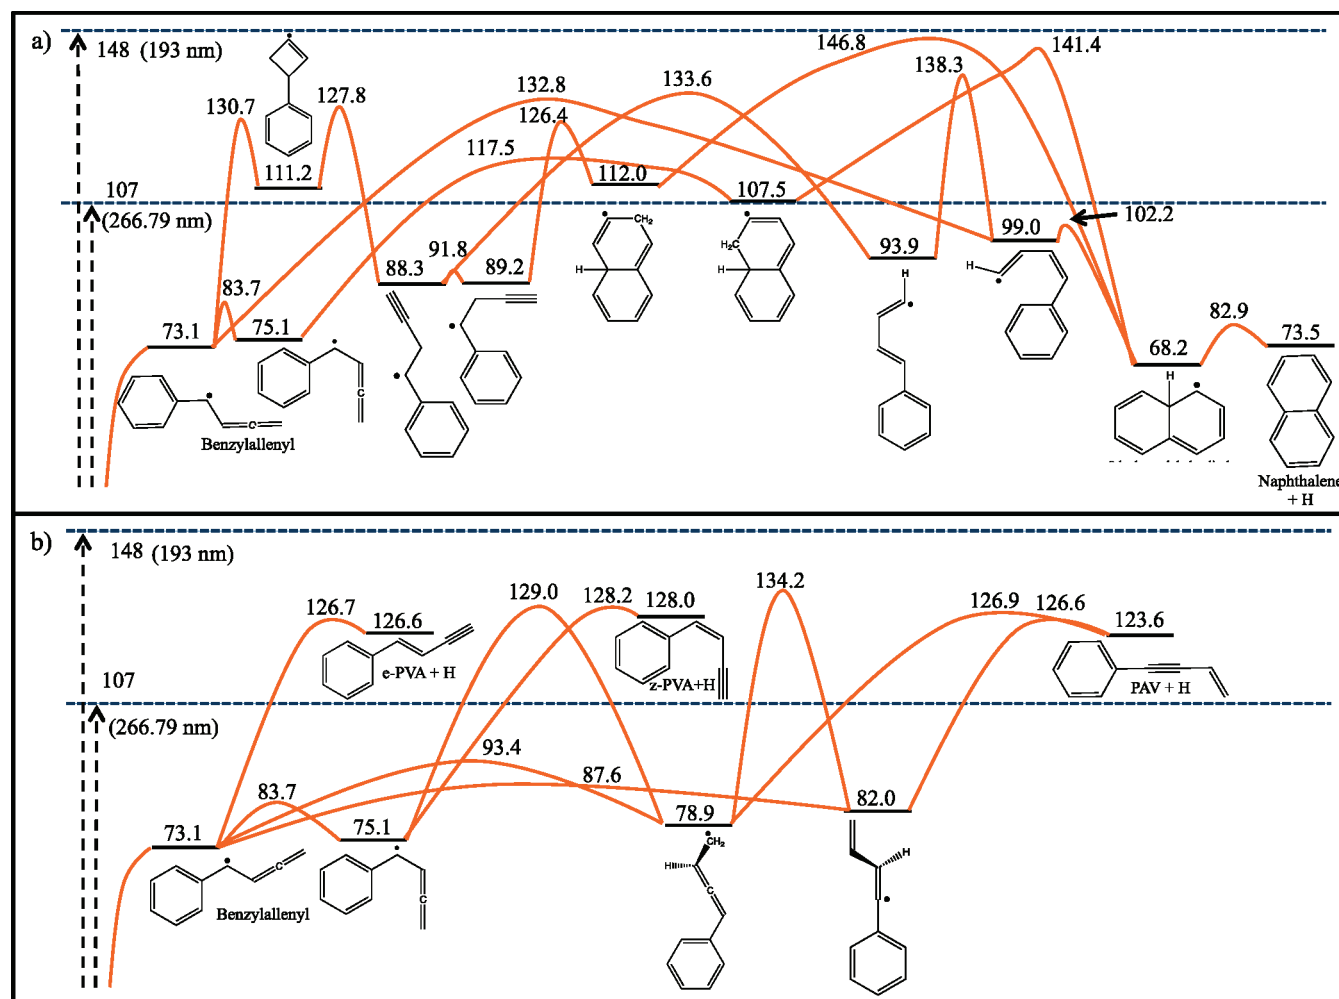 a)
148 (193 nm)
146.8
141.4
133.6
138.3
132.8
130.7
127.8
126.4
117.5
111.2
112.0
107
107.5
(266.79 nm)
102.2
99.0
93.9
91.8
88.3
89.2
83.7
82.9
73.1
75.1
68.2
73.5
CH2
H
H2C
H
H
H
H
C
C
Benzylallenyl
Naphthalene
+ H
b)
148 (193 nm)
134.2
129.0
128.2
128.0
126.7
126.6
126.9
126.6
123.6
e-PVA + H
z-PVA+H
PAV + H
107
(266.79 nm)
93.4
87.6
83.7
82.0
78.9
73.1
75.1
CH2
H
H
C
C
C
Benzylallenyl